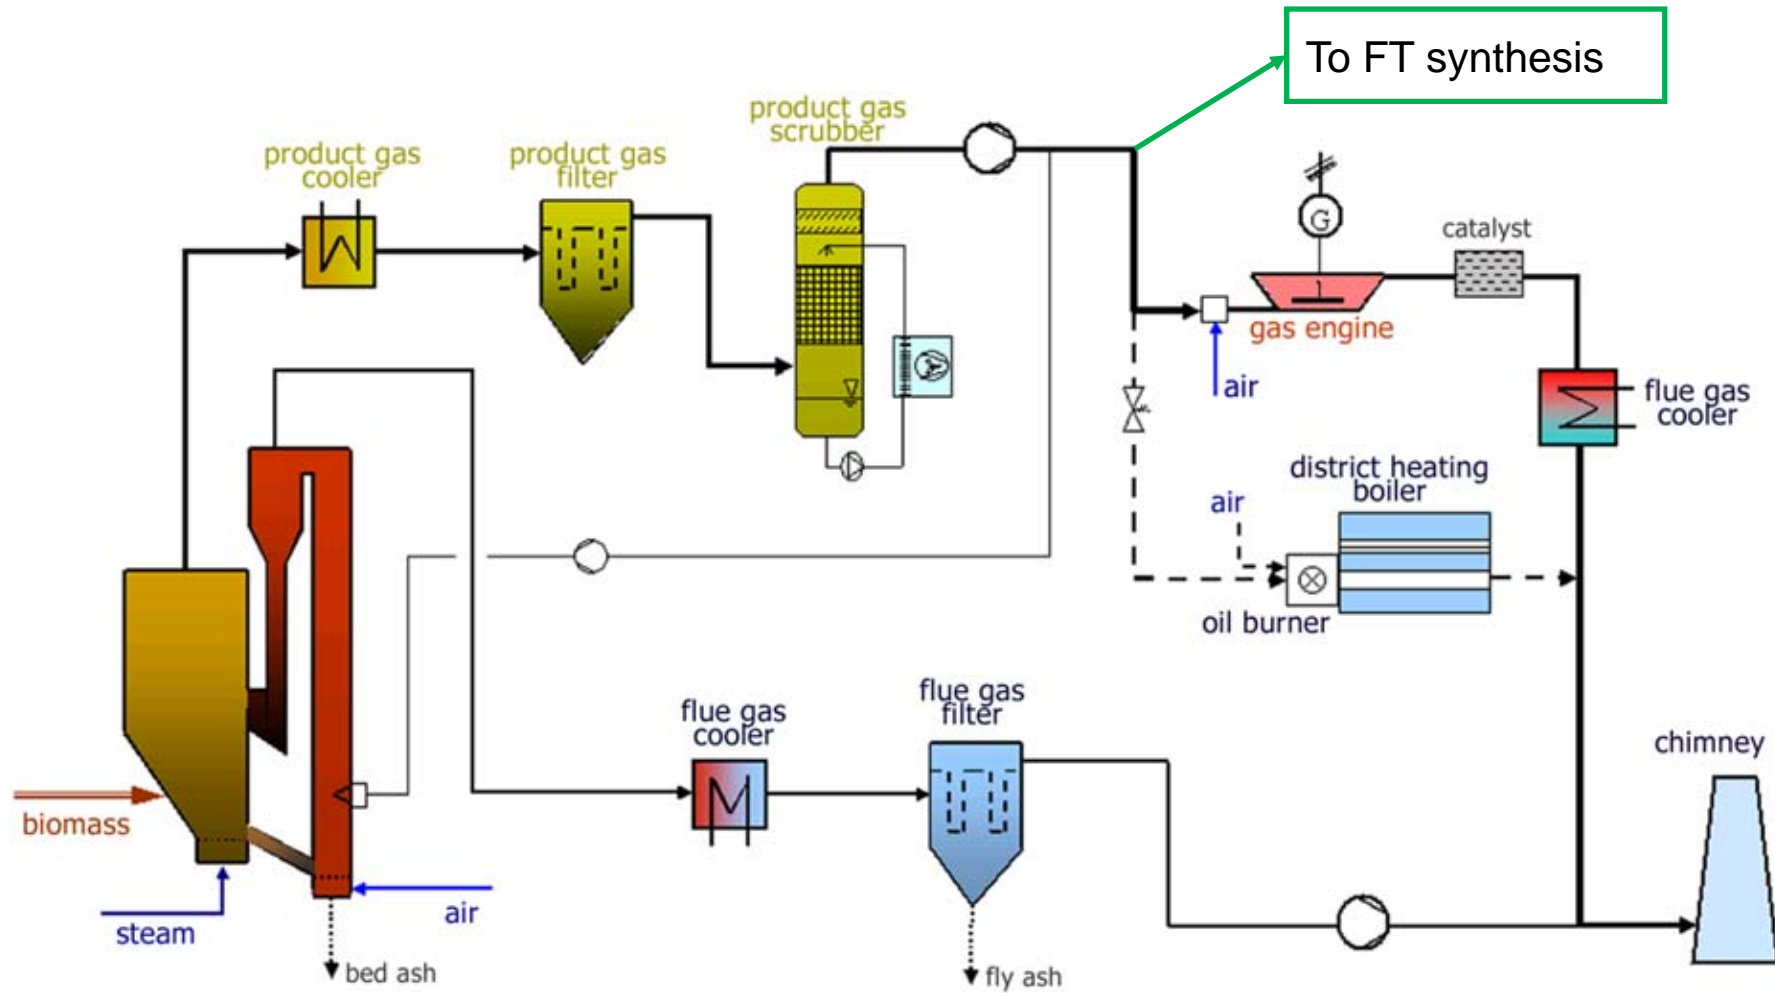 To FT synthesis
product gas
scrubber
product gas
cooler
product gas
filter
G
catalyst
gas engine
air
flue gas
cooler
district heating
boiler
air
oil burner
flue gas
cooler
flue gas
filter
chimney
biomass
steam
air
bed ash
fly ash